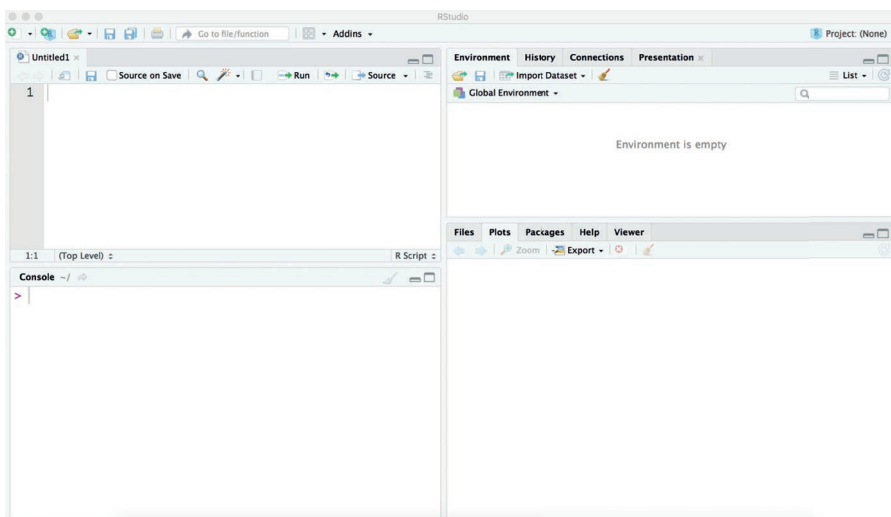 RStudio
Go to file/function Addins
Project: (None)
Untitled1
Source on Save Run Source
1
1:1 (Top Level) R Script
Console ~/
>
Environment History Connections Presentation
Import Dataset List
Global Environment
Environment is empty
Files Plots Packages Help Viewer
Zoom Export